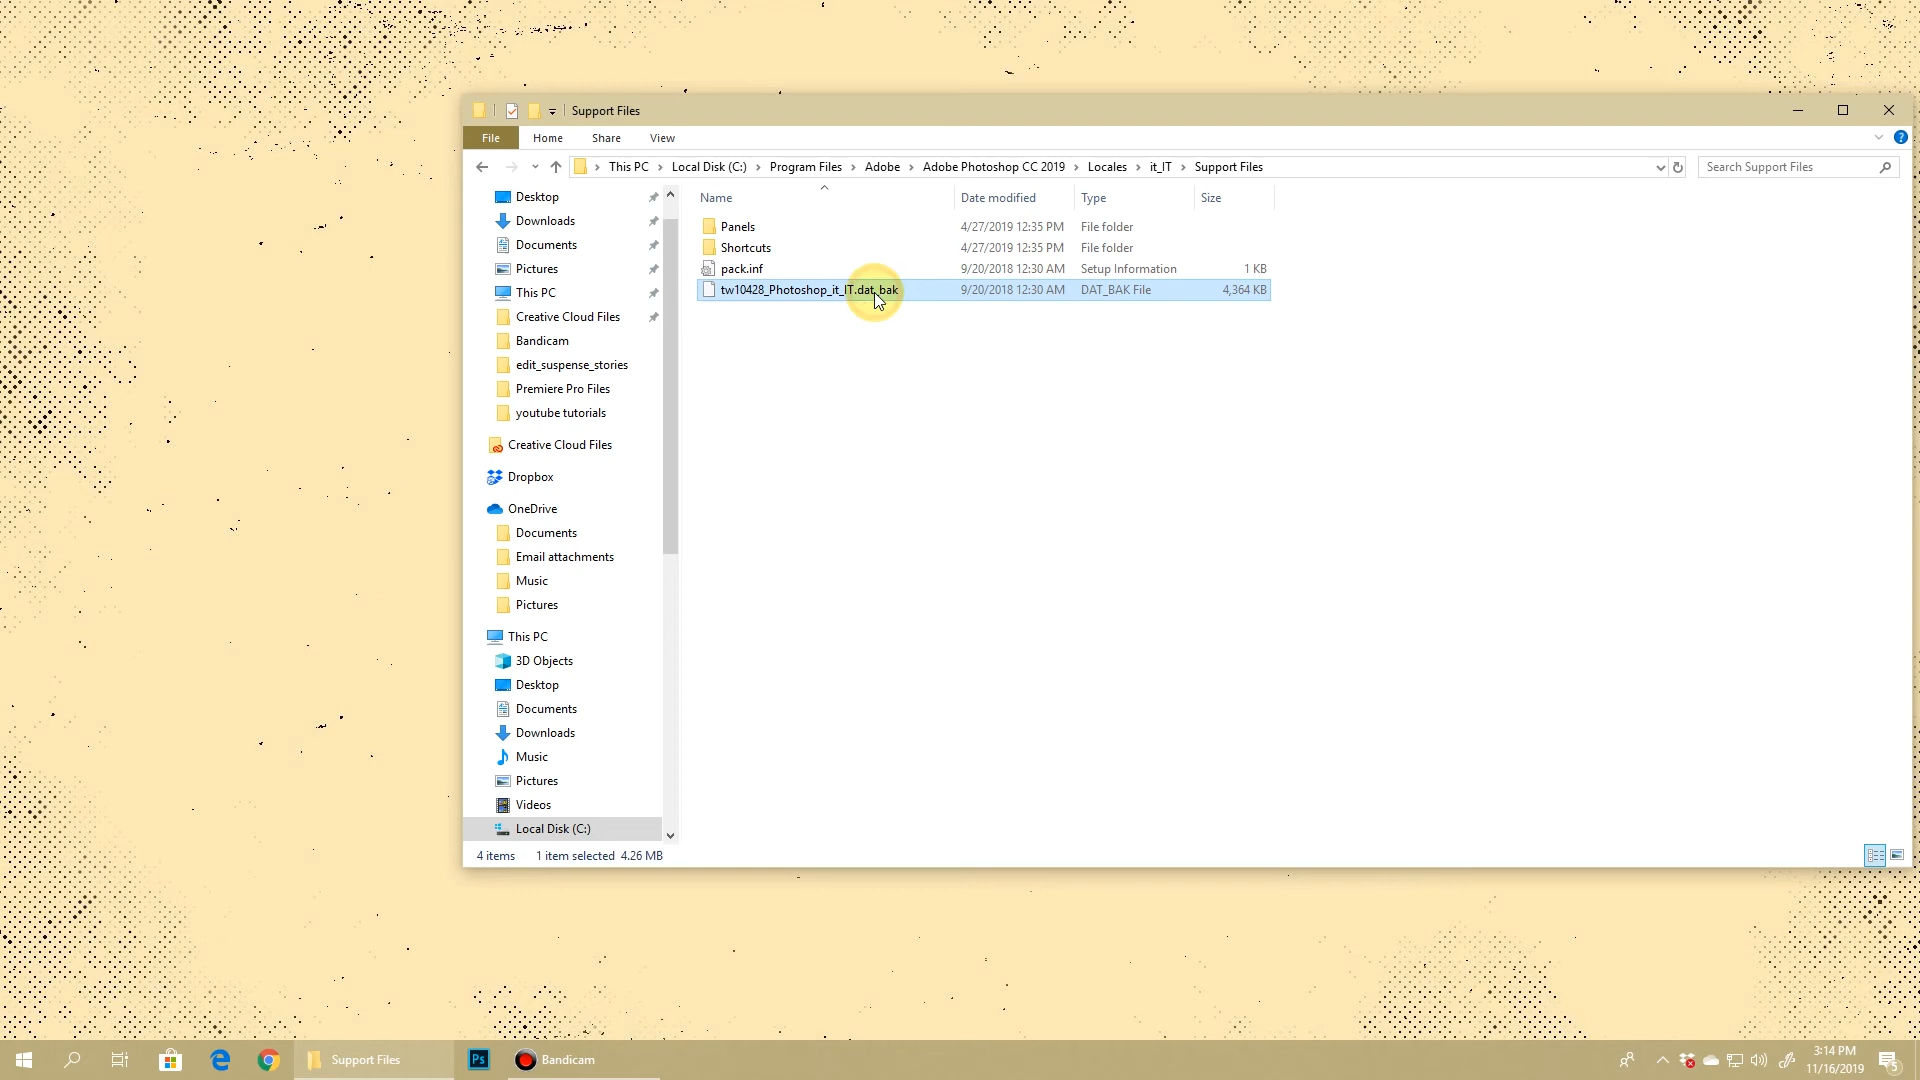 Support Files
File Home Share View
This PC Local Disk (C:) Program Files Adobe Adobe Photoshop CC 2019 Locales it_IT Support Files
Search Support Files
Name Date modified Type Size
Panels 4/27/2019 12:35 PM File folder
Shortcuts 4/27/2019 12:35 PM File folder
pack.inf 9/20/2018 12:30 AM Setup Information 1 KB
tw10428_Photoshop_it_IT.dat_bak 9/20/2018 12:30 AM DAT_BAK File 4,364 KB
Desktop
Downloads
Documents
Pictures
This PC
Creative Cloud Files
Bandicam
edit_suspense_stories
Premiere Pro Files
youtube tutorials
Creative Cloud Files
Dropbox
OneDrive
Documents
Email attachments
Music
Pictures
This PC
3D Objects
Desktop
Documents
Downloads
Music
Pictures
Videos
Local Disk (C:)
4 items 1 item selected 4.26 MB
Support Files
Ps
Bandicam
3:14 PM
11/16/2019
5